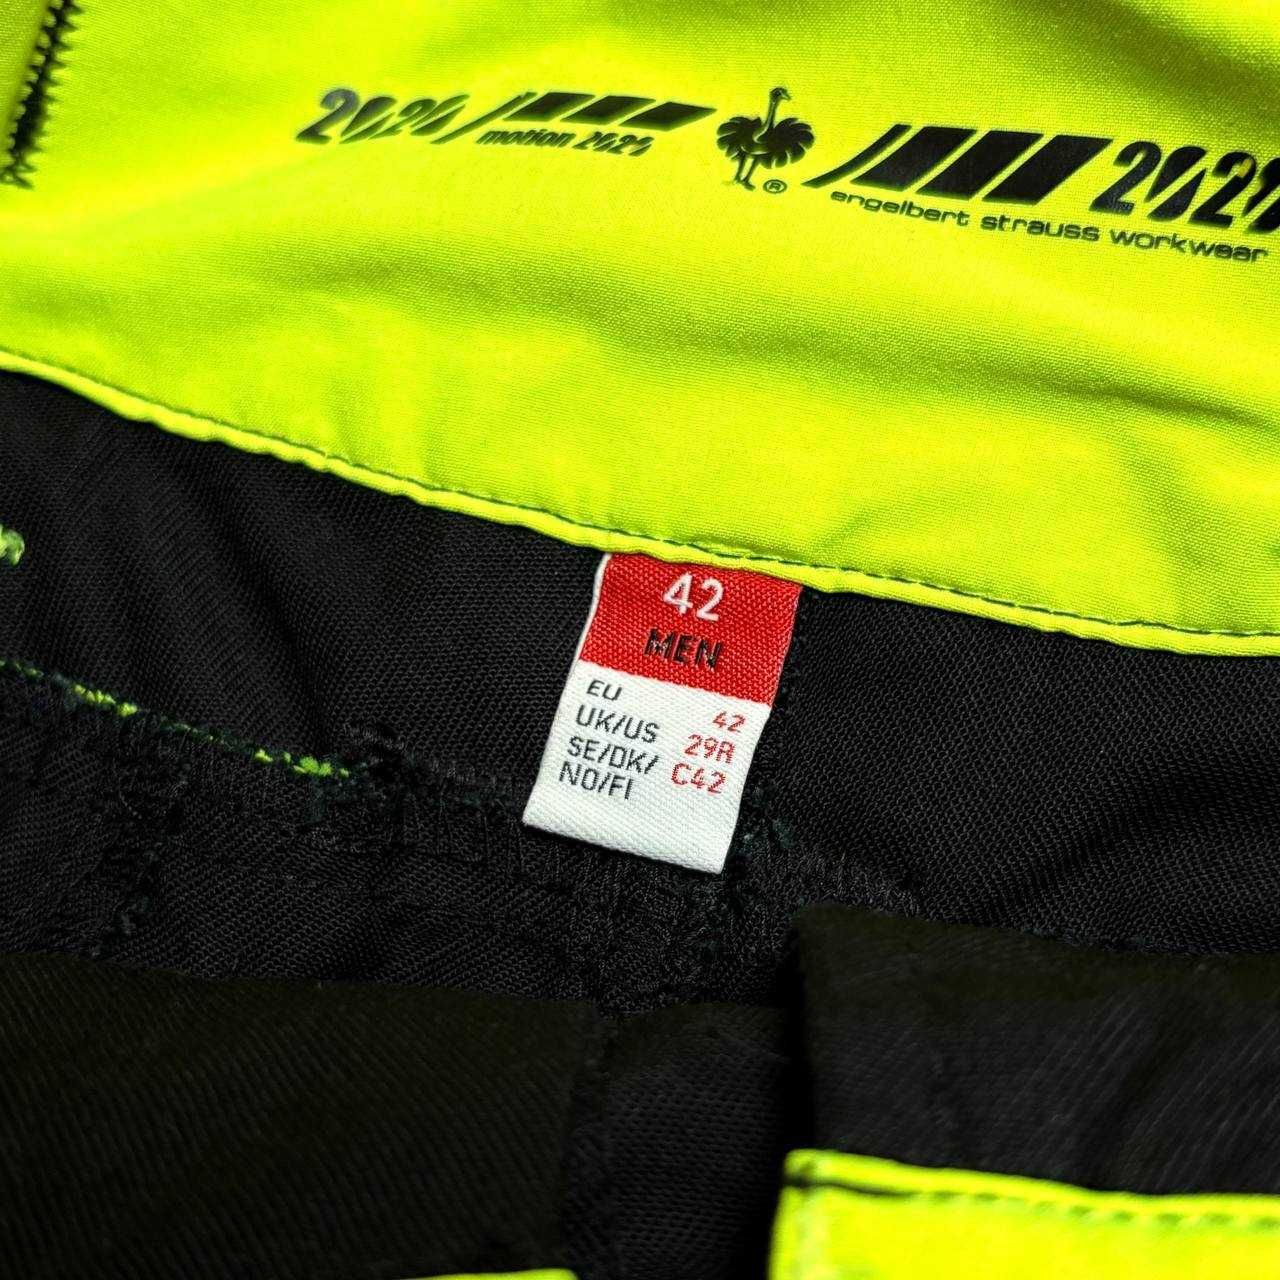 2020
motion 2020
®
2020
engelbert strauss workwear
42
MEN
EU 42
UK/US 29R
SE/DK/ C42
NO/FI